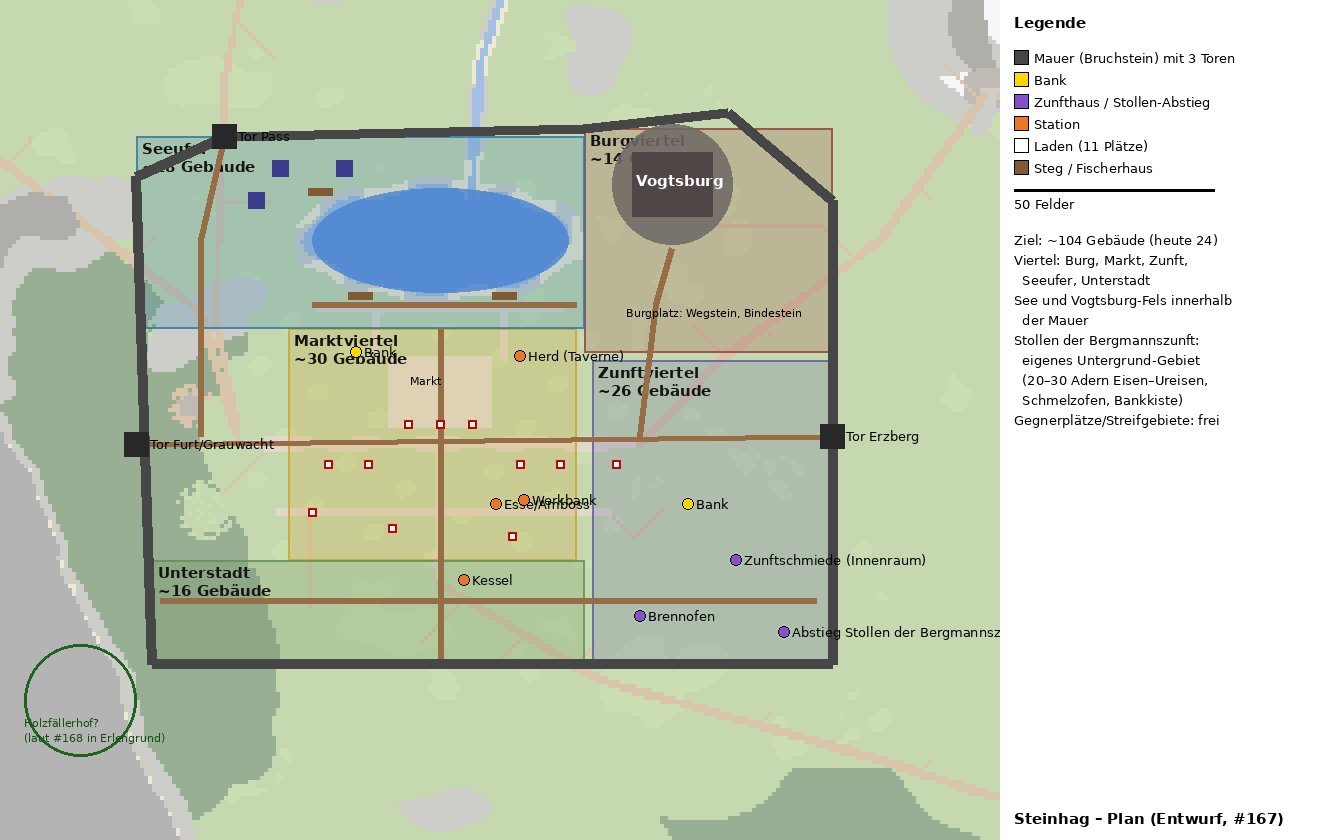 Tor Pass
Seeufer
~18 Gebäude
Burgviertel
~14
Vogtsburg
Burgplatz: Wegstein, Bindestein
Marktviertel
~30 Gebäude
Bank
Herd (Taverne)
Markt
Zunftviertel
~26 Gebäude
Tor Furt/Grauwacht
Tor Erzberg
Werkbank
Esse/Amboss
Bank
Zunftschmiede (Innenraum)
Unterstadt
~16 Gebäude
Kessel
Brennofen
Abstieg Stollen der Bergmannsz
Holzfällerhof?
(laut #168 in Erlengrund)
Legende
Mauer (Bruchstein) mit 3 Toren
Bank
Zunfthaus / Stollen-Abstieg
Station
Laden (11 Plätze)
Steg / Fischerhaus
50 Felder
Ziel: ~104 Gebäude (heute 24)
Viertel: Burg, Markt, Zunft,
Seeufer, Unterstadt
See und Vogtsburg-Fels innerhalb
der Mauer
Stollen der Bergmannszunft:
eigenes Untergrund-Gebiet
(20–30 Adern Eisen–Ureisen,
Schmelzofen, Bankkiste)
Gegnerplätze/Streifgebiete: frei
Steinhag – Plan (Entwurf, #167)